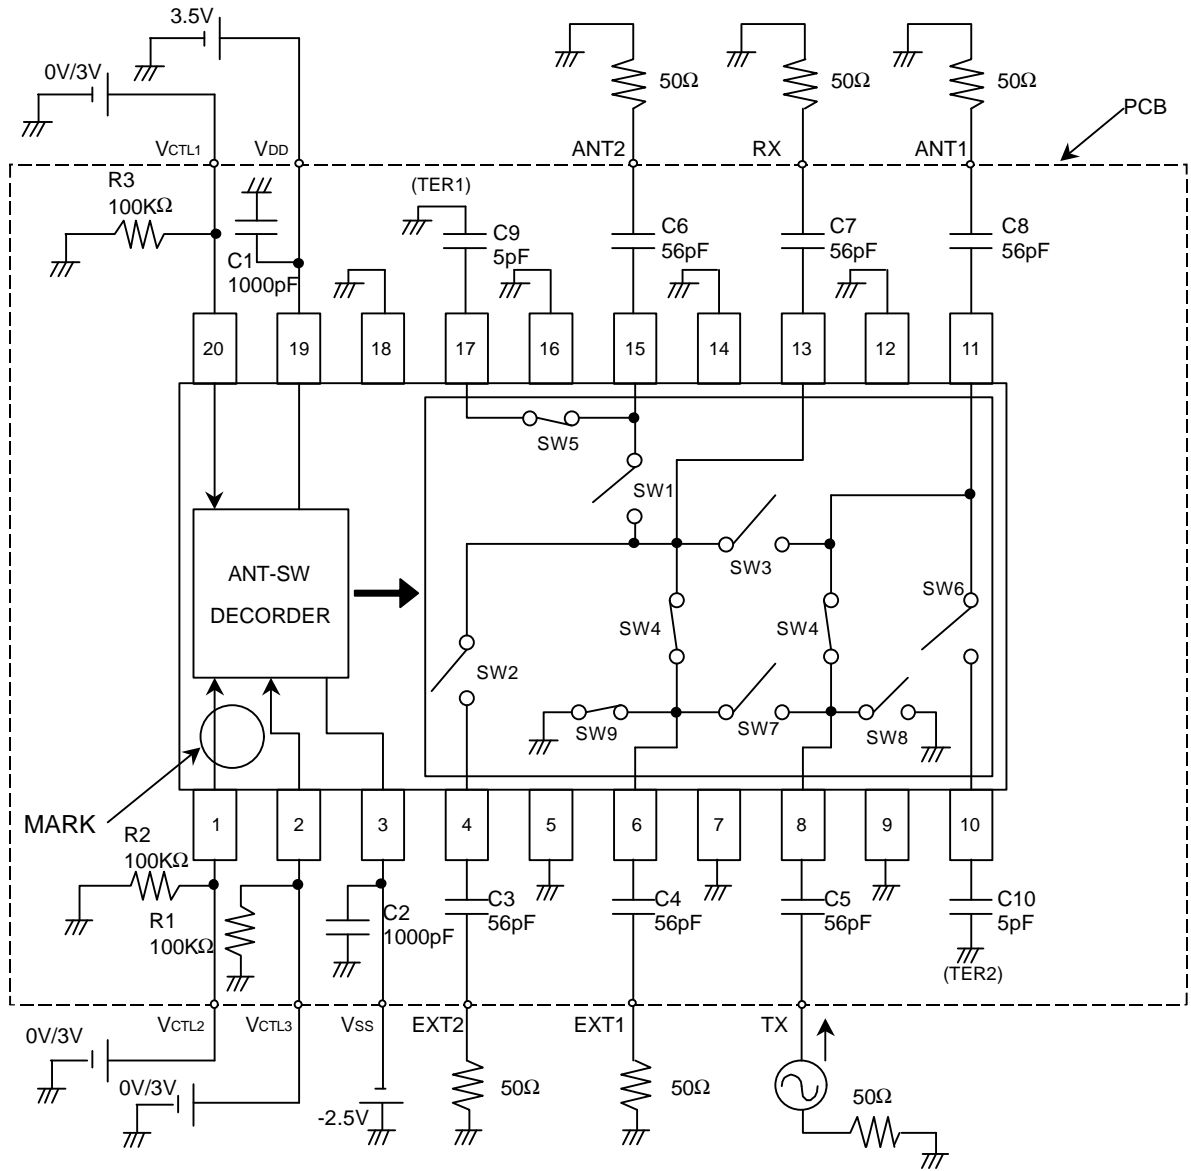 3.5V
0V/3V
50Ω
50Ω
50Ω
PCB
VCTL1
VDD
ANT2
RX
ANT1
R3
100KΩ
(TER1)
C1
1000pF
C9
5pF
C6
56pF
C7
56pF
C8
56pF
20
19
18
17
16
15
14
13
12
11
SW5
SW1
SW3
ANT-SW
DECORDER
SW4
SW4
SW6
SW2
SW9
SW7
SW8
MARK
1
2
3
4
5
6
7
8
9
10
R2
100KΩ
R1
100KΩ
C2
1000pF
C3
56pF
C4
56pF
C5
56pF
C10
5pF
(TER2)
VCTL2
VCTL3
VSS
EXT2
EXT1
TX
0V/3V
0V/3V
-2.5V
50Ω
50Ω
50Ω